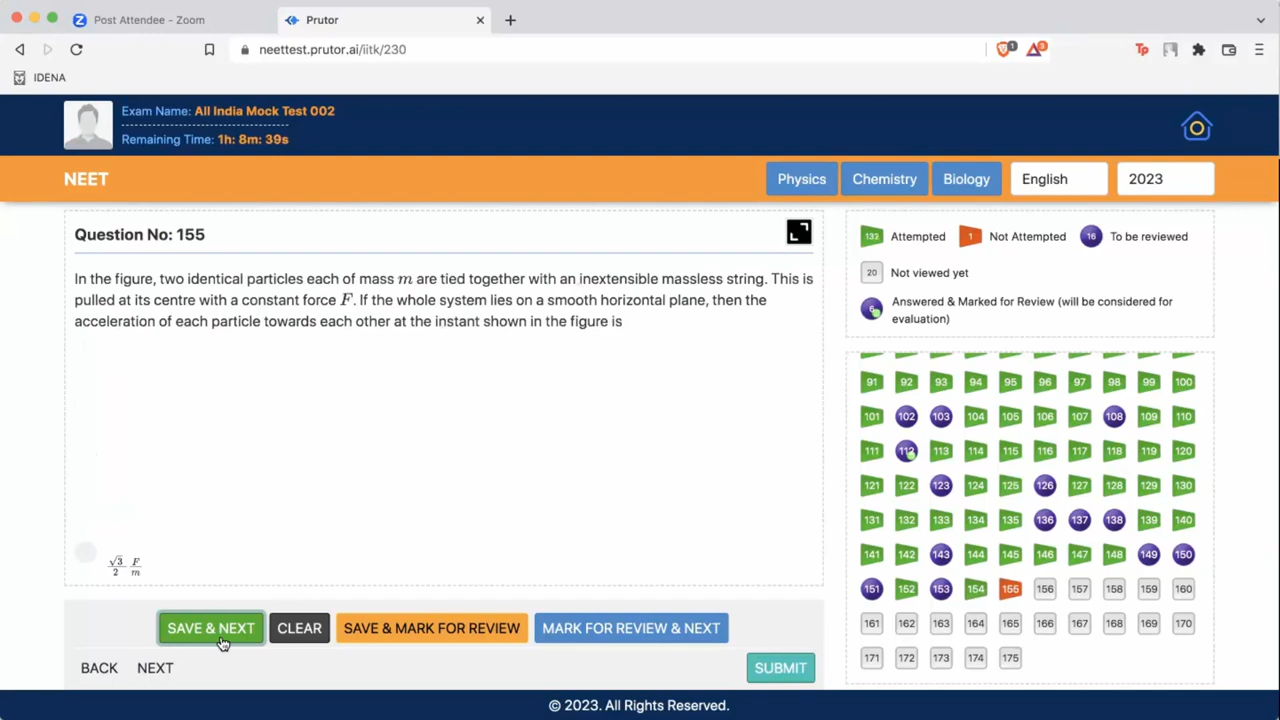 Post Attendee - Zoom
Prutor
neettest.prutor.ai/iitk/230
1
3
Tp
IDENA
Exam Name: All India Mock Test 002
Remaining Time: 1h: 8m: 39s
NEET
Physics
Chemistry
Biology
English
2023
Question No: 155
In the figure, two identical particles each of mass m are tied together with an inextensible massless string. This is
pulled at its centre with a constant force F. If the whole system lies on a smooth horizontal plane, then the
acceleration of each particle towards each other at the instant shown in the figure is
√3/2 F/m
SAVE & NEXT
CLEAR
SAVE & MARK FOR REVIEW
MARK FOR REVIEW & NEXT
BACK
NEXT
SUBMIT
132 Attempted
1 Not Attempted
16 To be reviewed
20 Not viewed yet
Answered & Marked for Review (will be considered for
evaluation)
91 92 93 94 95 96 97 98 99 100
101 102 103 104 105 106 107 108 109 110
111 112 113 114 115 116 117 118 119 120
121 122 123 124 125 126 127 128 129 130
131 132 133 134 135 136 137 138 139 140
141 142 143 144 145 146 147 148 149 150
151 152 153 154 155 156 157 158 159 160
161 162 163 164 165 166 167 168 169 170
171 172 173 174 175
© 2023. All Rights Reserved.